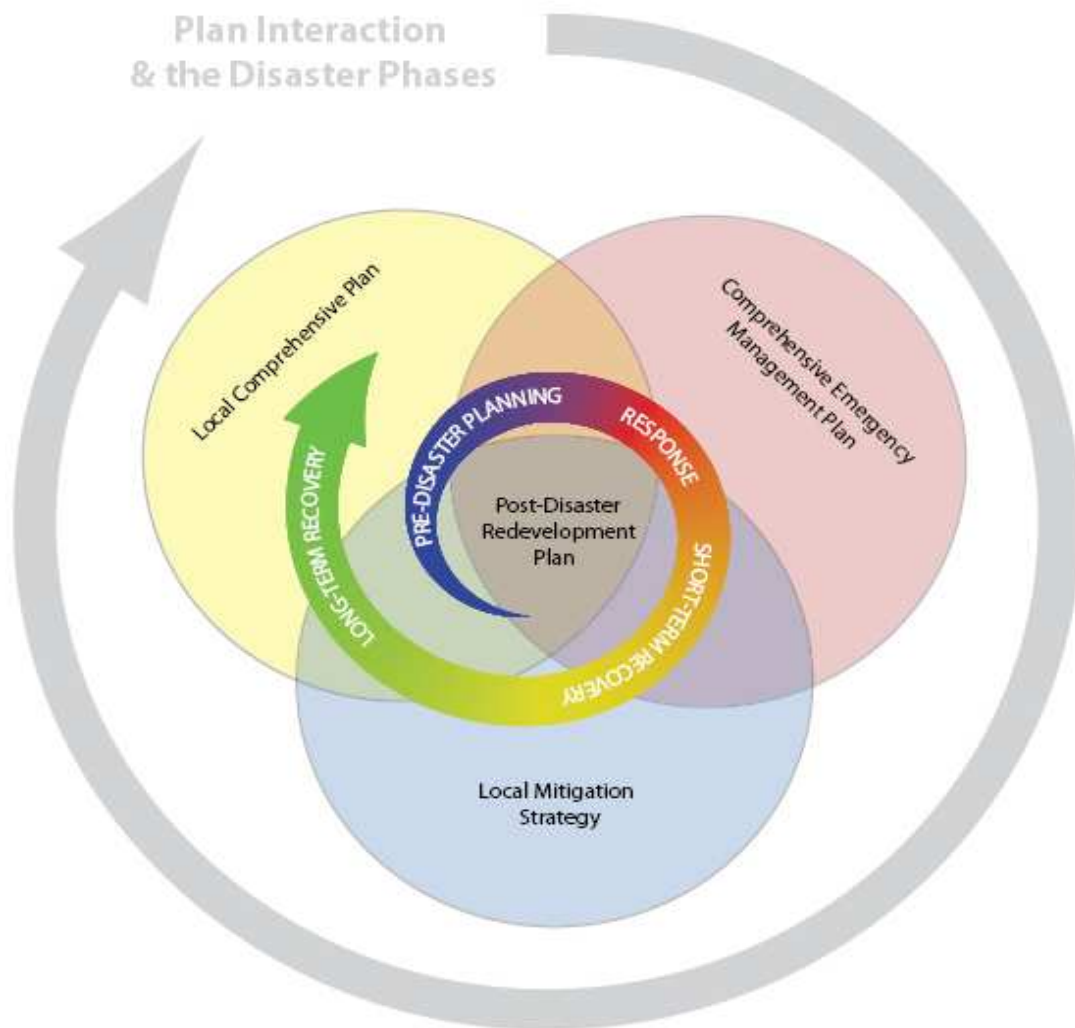 Plan Interaction
& the Disaster Phases
Local Comprehensive Plan
Comprehensive Emergency
Management Plan
PRE-DISASTER PLANNING
RESPONSE
SHORT-TERM RECOVERY
LONG-TERM RECOVERY
Post-Disaster
Redevelopment
Plan
Local Mitigation
Strategy